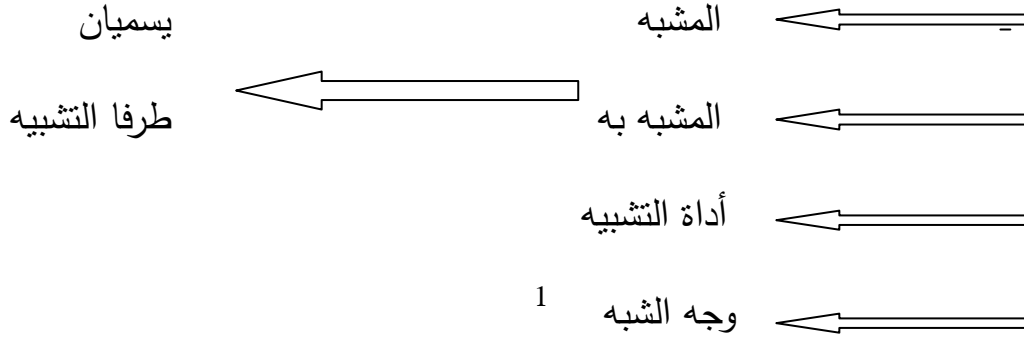 المشبه يسميان
المشبه به طرفا التشبيه
أداة التشبيه
وجه الشبه 1